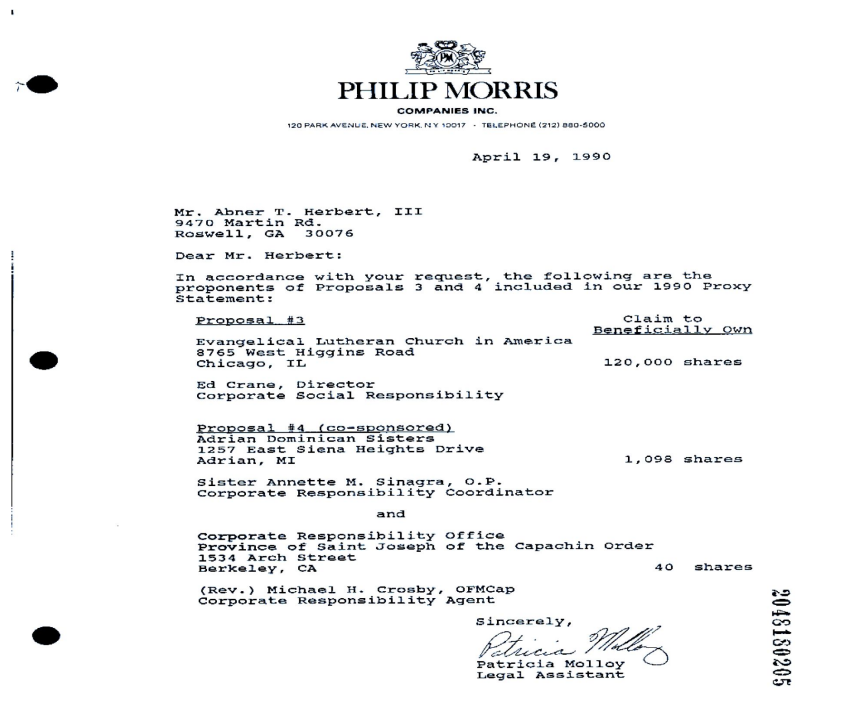 PM
PHILIP MORRIS
COMPANIES INC.
120 PARK AVENUE, NEW YORK, N.Y. 10017 - TELEPHONE (212) 880-5000
April 19, 1990
Mr. Abner T. Herbert, III
9470 Martin Rd.
Roswell, GA 30076
Dear Mr. Herbert:
In accordance with your request, the following are the
proponents of Proposals 3 and 4 included in our 1990 Proxy
Statement:
Proposal #3 Claim to
Beneficially Own
Evangelical Lutheran Church in America
8765 West Higgins Road
Chicago, IL 120,000 shares
Ed Crane, Director
Corporate Social Responsibility
Proposal #4 (co-sponsored)
Adrian Dominican Sisters
1257 East Siena Heights Drive
Adrian, MI 1,098 shares
Sister Annette M. Sinagra, O.P.
Corporate Responsibility Coordinator
and
Corporate Responsibility Office
Province of Saint Joseph of the Capachin Order
1534 Arch Street
Berkeley, CA 40 shares
(Rev.) Michael H. Crosby, OFMCap
Corporate Responsibility Agent
Sincerely,
Patricia Molloy
Patricia Molloy
Legal Assistant
2048180205